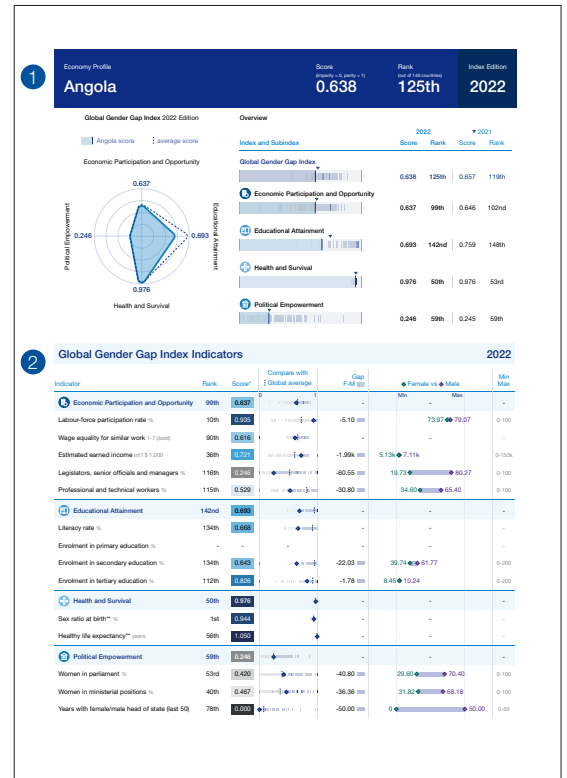 1
Economy Profile
Angola
Score
(imparity = 0, parity = 1)
0.638
Rank
(out of 146 countries)
125th
Index Edition
2022
Global Gender Gap Index 2022 Edition
Angola score
average score
Economic Participation and Opportunity
0.637
Political Empowerment
0.246
0.693
Educational Attainment
0.976
Health and Survival
Overview
2022 2021
Index and Subindex Score Rank Score Rank
Global Gender Gap Index
0.638 125th 0.657 119th
Economic Participation and Opportunity
0.637 99th 0.646 102nd
Educational Attainment
0.693 142nd 0.759 148th
Health and Survival
0.976 50th 0.976 53rd
Political Empowerment
0.246 59th 0.245 59th
2
Global Gender Gap Index Indicators 2022
Indicator Rank Score* Compare with Global average Gap F-M Female vs Male Min Max
0 1 Min Max
Economic Participation and Opportunity 99th 0.637 - - -
Labour-force participation rate % 10th 0.935 -5.10 73.97 79.07 0-100
Wage equality for similar work 1-7 (best) 90th 0.616 - - -
Estimated earned income int'l $ 1,000 36th 0.721 -1.99k 5.13k 7.11k 0-150k
Legislators, senior officials and managers % 116th 0.246 -60.55 19.73 80.27 0-100
Professional and technical workers % 115th 0.529 -30.80 34.60 65.40 0-100
Educational Attainment 142nd 0.693 - - -
Literacy rate % 134th 0.668 - - -
Enrolment in primary education % - - - - -
Enrolment in secondary education % 134th 0.643 -22.03 39.74 61.77 0-200
Enrolment in tertiary education % 112th 0.826 -1.78 8.45 10.24 0-200
Health and Survival 50th 0.976 - - -
Sex ratio at birth** % 1st 0.944 - - -
Healthy life expectancy** years 56th 1.050 - - -
Political Empowerment 59th 0.246 - - -
Women in parliament % 53rd 0.420 -40.80 29.60 70.40 0-100
Women in ministerial positions % 40th 0.467 -36.36 31.82 68.18 0-100
Years with female/male head of state (last 50) 78th 0.000 -50.00 0 50.00 0-50